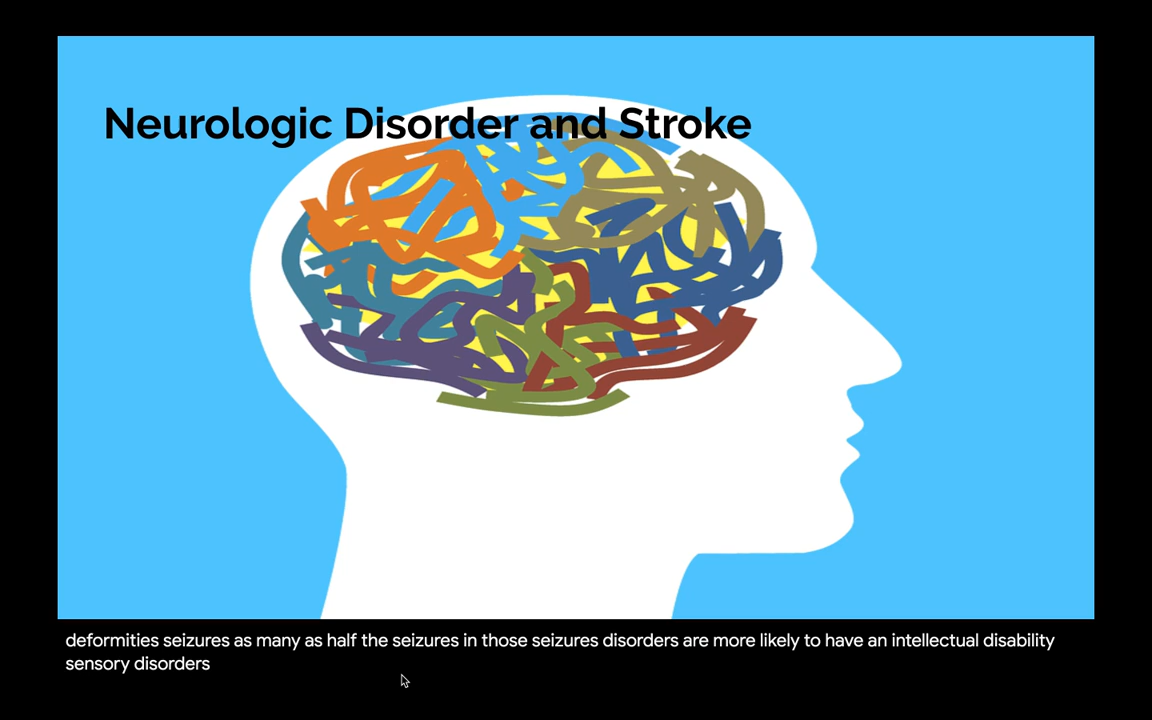 Neurologic Disorder and Stroke
deformities seizures as many as half the seizures in those seizures disorders are more likely to have an intellectual disability
sensory disorders